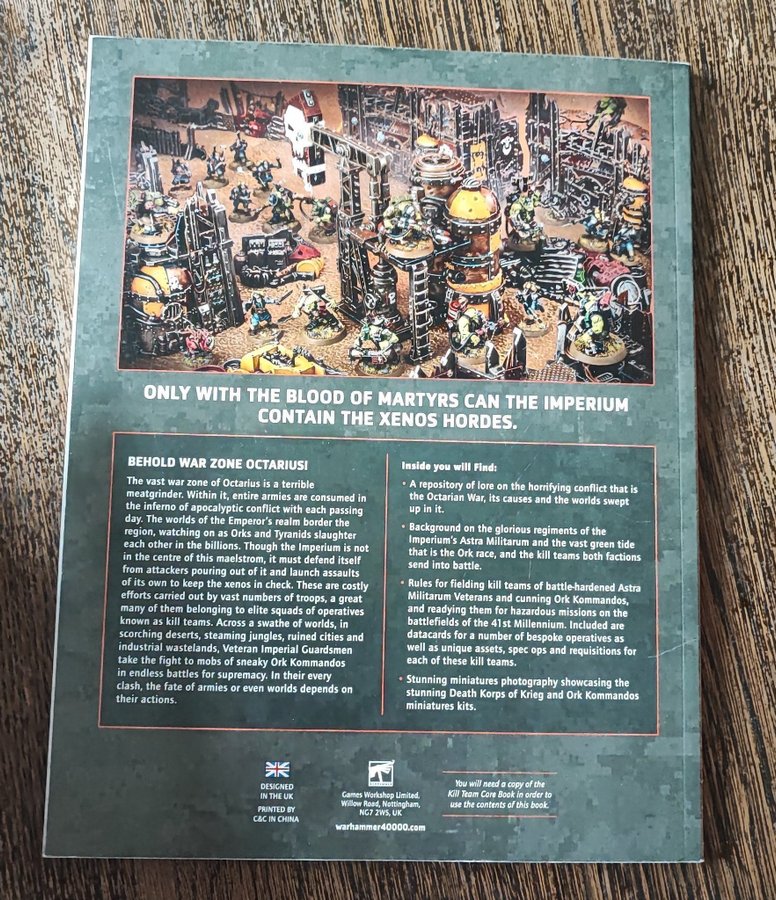 ONLY WITH THE BLOOD OF MARTYRS CAN THE IMPERIUM
CONTAIN THE XENOS HORDES.
BEHOLD WAR ZONE OCTARIUS!
The vast war zone of Octarius is a terrible
meatgrinder. Within it, entire armies are consumed in
the inferno of apocalyptic conflict with each passing
day. The worlds of the Emperor's realm border the
region, watching on as Orks and Tyranids slaughter
each other in the billions. Though the Imperium is not
in the centre of this maelstrom, it must defend itself
from attackers pouring out of it and launch assaults
of its own to keep the xenos in check. These are costly
efforts carried out by vast numbers of troops, a great
many of them belonging to elite squads of operatives
known as kill teams. Across a swathe of worlds, in
scorching deserts, steaming jungles, ruined cities and
industrial wastelands, Veteran Imperial Guardsmen
take the fight to mobs of sneaky Ork Kommandos
in endless battles for supremacy. In their every
clash, the fate of armies or even worlds depends on
their actions.
Inside you will find:
• A repository of lore on the horrifying conflict that is
the Octarian War, its causes and the worlds swept
up in it.
• Background on the glorious regiments of the
Imperium's Astra Militarum and the vast green tide
that is the Ork race, and the kill teams both factions
send into battle.
• Rules for fielding kill teams of battle-hardened Astra
Militarum Veterans and cunning Ork Kommandos,
and readying them for hazardous missions on the
battlefields of the 41st Millennium. Included are
datacards for a number of bespoke operatives as
well as unique assets, spec ops and requisitions for
each of these kill teams.
• Stunning miniatures photography showcasing the
stunning Death Korps of Krieg and Ork Kommandos
miniatures kits.
DESIGNED
IN THE UK
PRINTED BY
C&C IN CHINA
Games Workshop Limited,
Willow Road, Nottingham,
NG7 2WS, UK
warhammer40000.com
You will need a copy of the
Kill Team Core Book in order to
use the contents of this book.